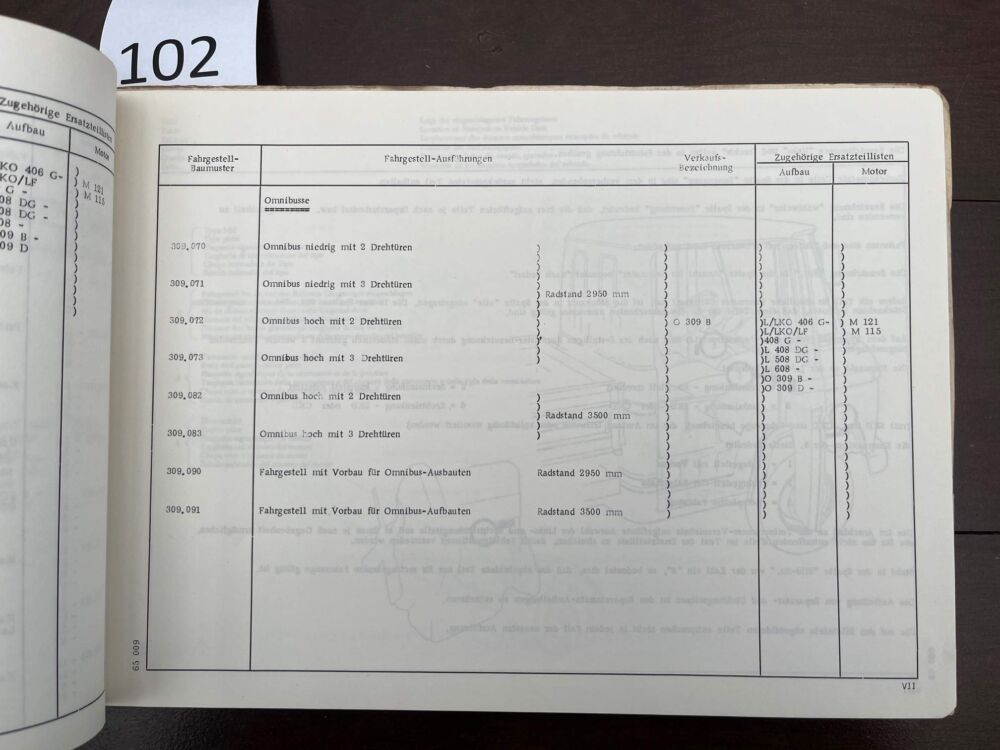 102
Zugehörige Ersatzteillisten
Aufbau
Motor
KO 406 G-
KO/LF
G -
08 DG -
08 DG -
08 -
09 B -
09 D
M 121
M 115
Fahrgestell-
Baumuster
Fahrgestell-Ausführungen
Verkaufs-
Bezeichnung
Zugehörige Ersatzteillisten
Aufbau
Motor
Omnibusse
309.070 Omnibus niedrig mit 2 Drehtüren )
309.071 Omnibus niedrig mit 3 Drehtüren )
) Radstand 2950 mm
309.072 Omnibus hoch mit 2 Drehtüren ) O 309 B )L/LKO 406 G- ) M 121
)L/LKO/LF ) M 115
)408 G -
309.073 Omnibus hoch mit 3 Drehtüren ) )L 408 DG -
)L 508 DG -
)L 608 -
)O 309 B -
)O 309 D -
309.082 Omnibus hoch mit 2 Drehtüren )
) Radstand 3500 mm
309.083 Omnibus hoch mit 3 Drehtüren )
309.090 Fahrgestell mit Vorbau für Omnibus-Ausbauten Radstand 2950 mm
309.091 Fahrgestell mit Vorbau für Omnibus-Aufbauten Radstand 3500 mm
65 009
VII